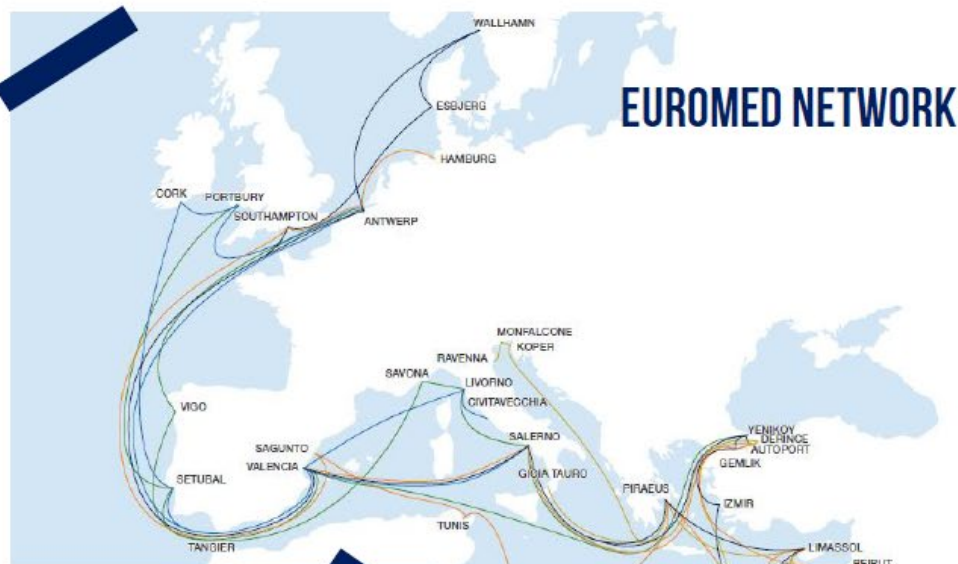 WALLHAMN
EUROMED NETWORK
ESBJERG
HAMBURG
CORK
PORTBURY
SOUTHAMPTON
ANTWERP
MONFALCONE
KOPER
RAVENNA
SAVONA
LIVORNO
CIVITAVECCHIA
VIGO
YENIKOY
DERINCE
AUTOPORT
SALERNO
SAGUNTO
VALENCIA
GEMLIK
GIOIA TAURO
SETUBAL
PIRAEUS
IZMIR
TUNIS
TANGIER
LIMASSOL
BEIRUT